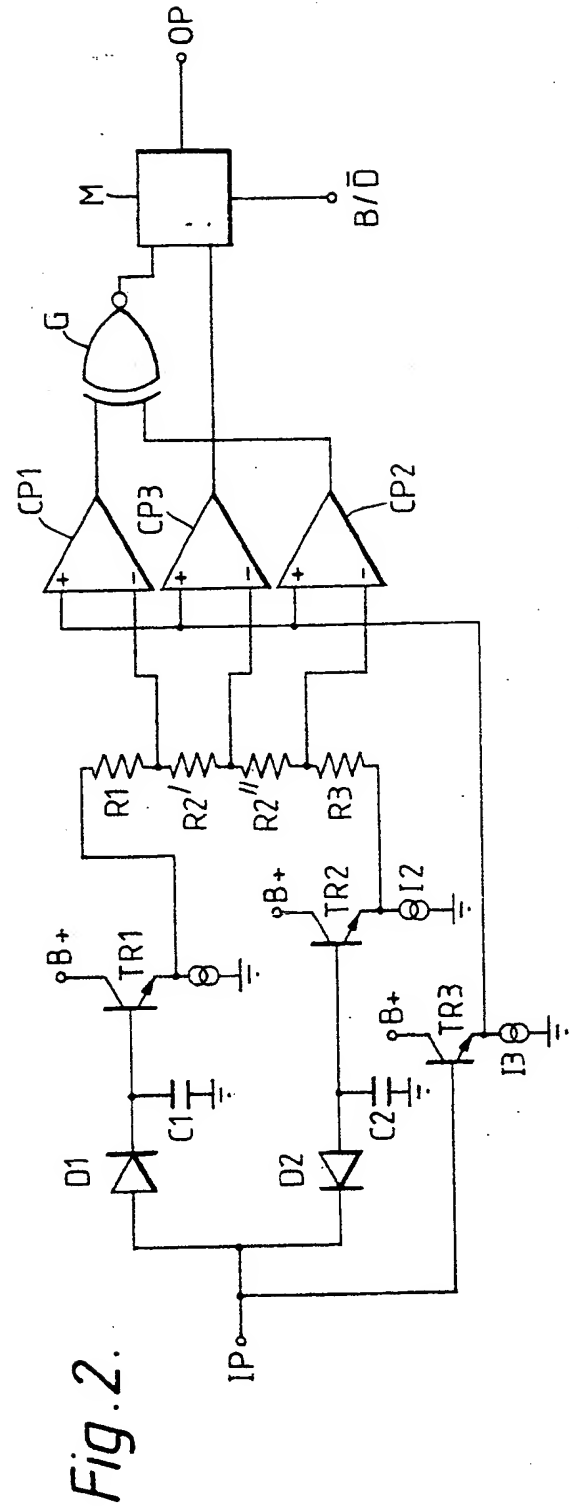 Fig. 2.
IP
D1
C1
B+
TR1
D2
C2
B+
TR2
I2
B+
TR3
I3
R1
R2'
R2''
R3
CP1
+
-
CP3
+
-
CP2
+
-
G
M
OP
B/D̅